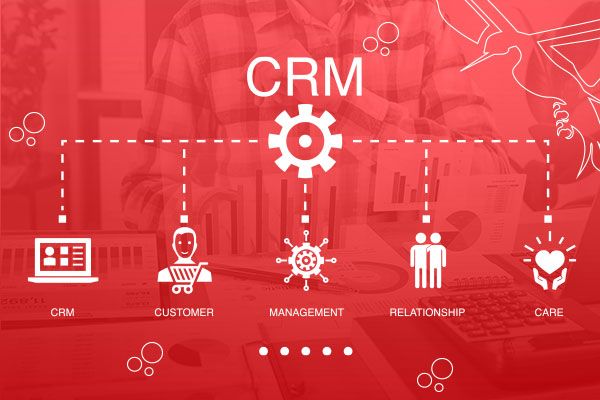 CRM
CRM
CUSTOMER
MANAGEMENT
RELATIONSHIP
CARE